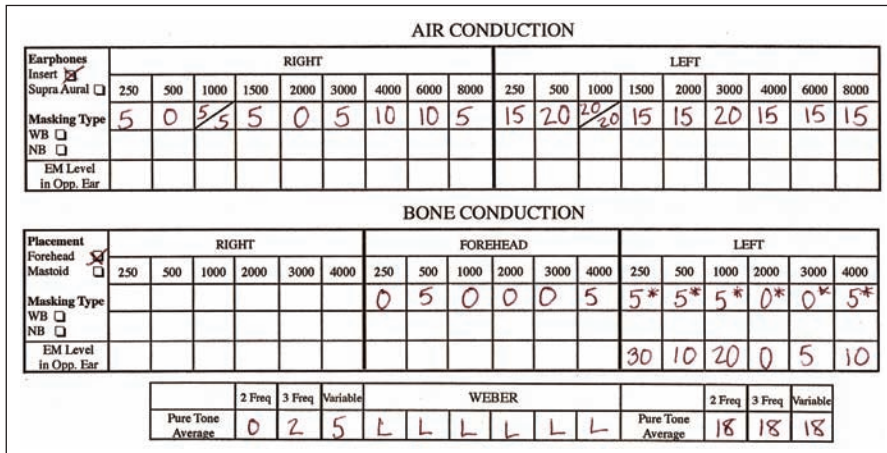 AIR CONDUCTION
Earphones RIGHT LEFT
Insert
Supra Aural 250 500 1000 1500 2000 3000 4000 6000 8000 250 500 1000 1500 2000 3000 4000 6000 8000
Masking Type 5 0 5/5 5 0 5 10 10 5 15 20 20/20 15 15 20 15 15 15
WB
NB
EM Level
in Opp. Ear
BONE CONDUCTION
Placement RIGHT FOREHEAD LEFT
Forehead
Mastoid 250 500 1000 2000 3000 4000 250 500 1000 2000 3000 4000 250 500 1000 2000 3000 4000
Masking Type 0 5 0 0 0 5 5* 5* 5* 0* 0* 5*
WB
NB
EM Level
in Opp. Ear 30 10 20 0 5 10
2 Freq 3 Freq Variable WEBER 2 Freq 3 Freq Variable
Pure Tone
Average 0 2 5 L L L L L L Pure Tone
Average 18 18 18